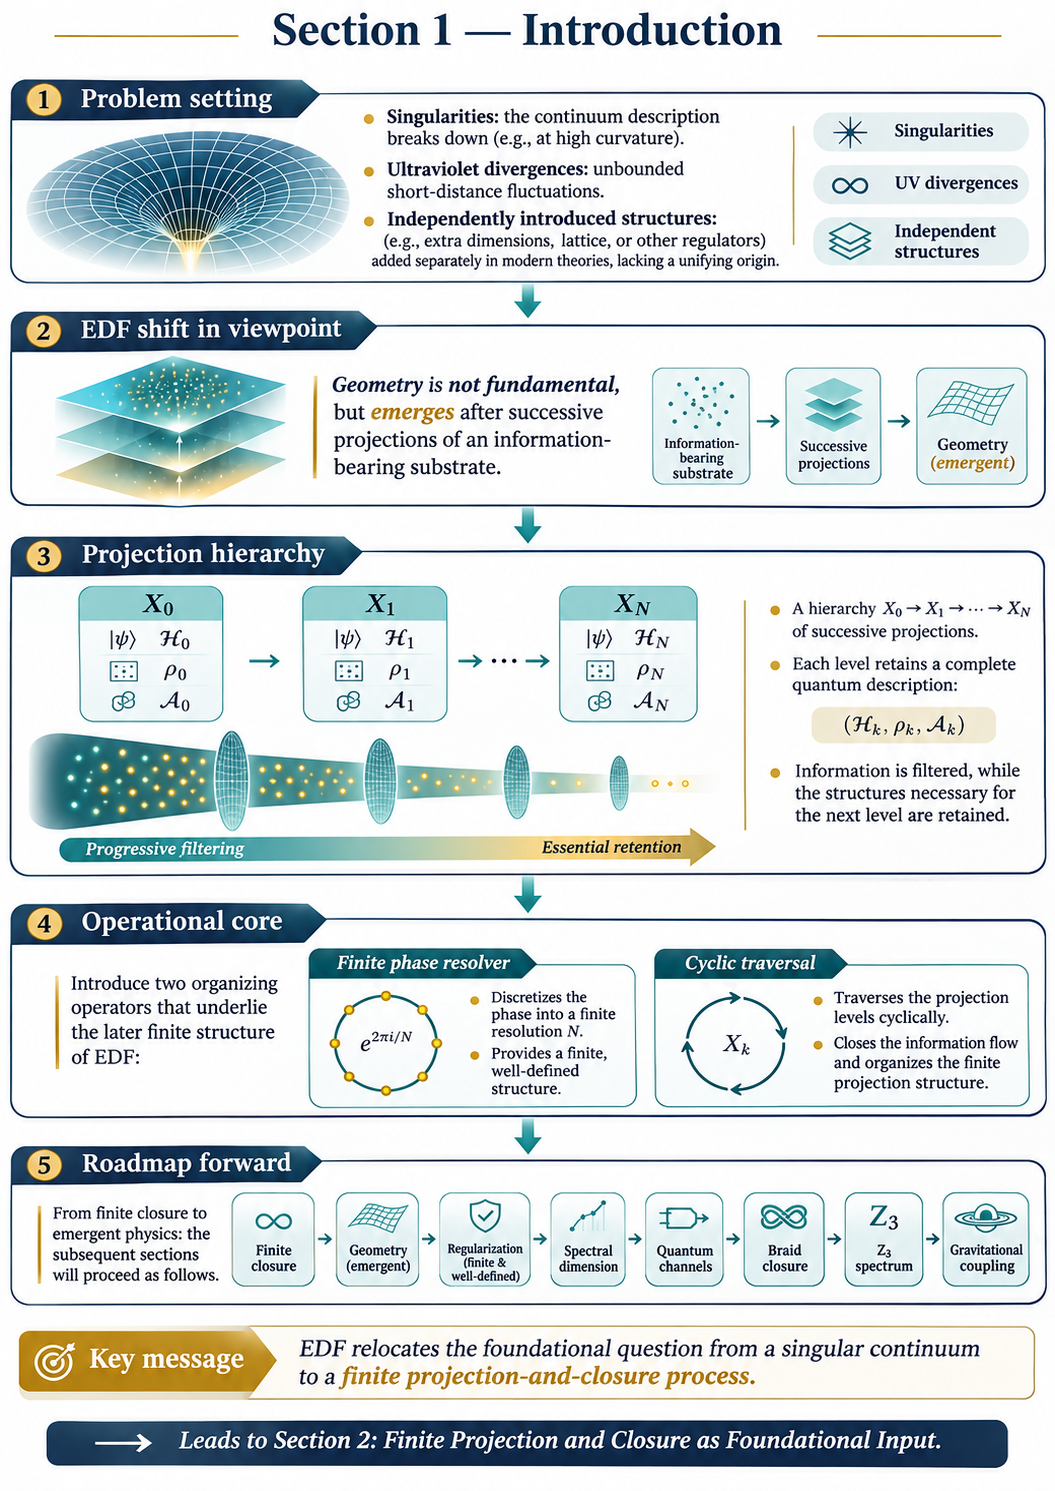 Section 1 — Introduction
1 Problem setting
Singularities: the continuum description
breaks down (e.g., at high curvature).
Ultraviolet divergences: unbounded
short-distance fluctuations.
Independently introduced structures:
(e.g., extra dimensions, lattice, or other regulators)
added separately in modern theories, lacking a unifying origin.
Singularities
UV divergences
Independent
structures
2 EDF shift in viewpoint
Geometry is not fundamental,
but emerges after successive
projections of an information-
bearing substrate.
Information-
bearing
substrate
Successive
projections
Geometry
(emergent)
3 Projection hierarchy
X₀
|ψ⟩ ℋ₀
ρ₀
𝒜₀
X₁
|ψ⟩ ℋ₁
ρ₁
𝒜₁
...
X_N
|ψ⟩ ℋ_N
ρ_N
𝒜_N
Progressive filtering
Essential retention
A hierarchy X₀ → X₁ → ⋯ → X_N
of successive projections.
Each level retains a complete
quantum description:
(ℋₖ, ρₖ, 𝒜ₖ)
Information is filtered, while
the structures necessary for
the next level are retained.
4 Operational core
Introduce two organizing
operators that underlie
the later finite structure
of EDF:
Finite phase resolver
e^{2πi/N}
Discretizes the
phase into a finite
resolution N.
Provides a finite,
well-defined
structure.
Cyclic traversal
Xₖ
Traverses the projection
levels cyclically.
Closes the information flow
and organizes the finite
projection structure.
5 Roadmap forward
From finite closure to
emergent physics: the
subsequent sections
will proceed as follows.
Finite
closure
Geometry
(emergent)
Regularization
(finite &
well-defined)
Spectral
dimension
Quantum
channels
Braid
closure
Z₃
Z₃
spectrum
Gravitational
coupling
Key message
EDF relocates the foundational question from a singular continuum
to a finite projection-and-closure process.
Leads to Section 2: Finite Projection and Closure as Foundational Input.